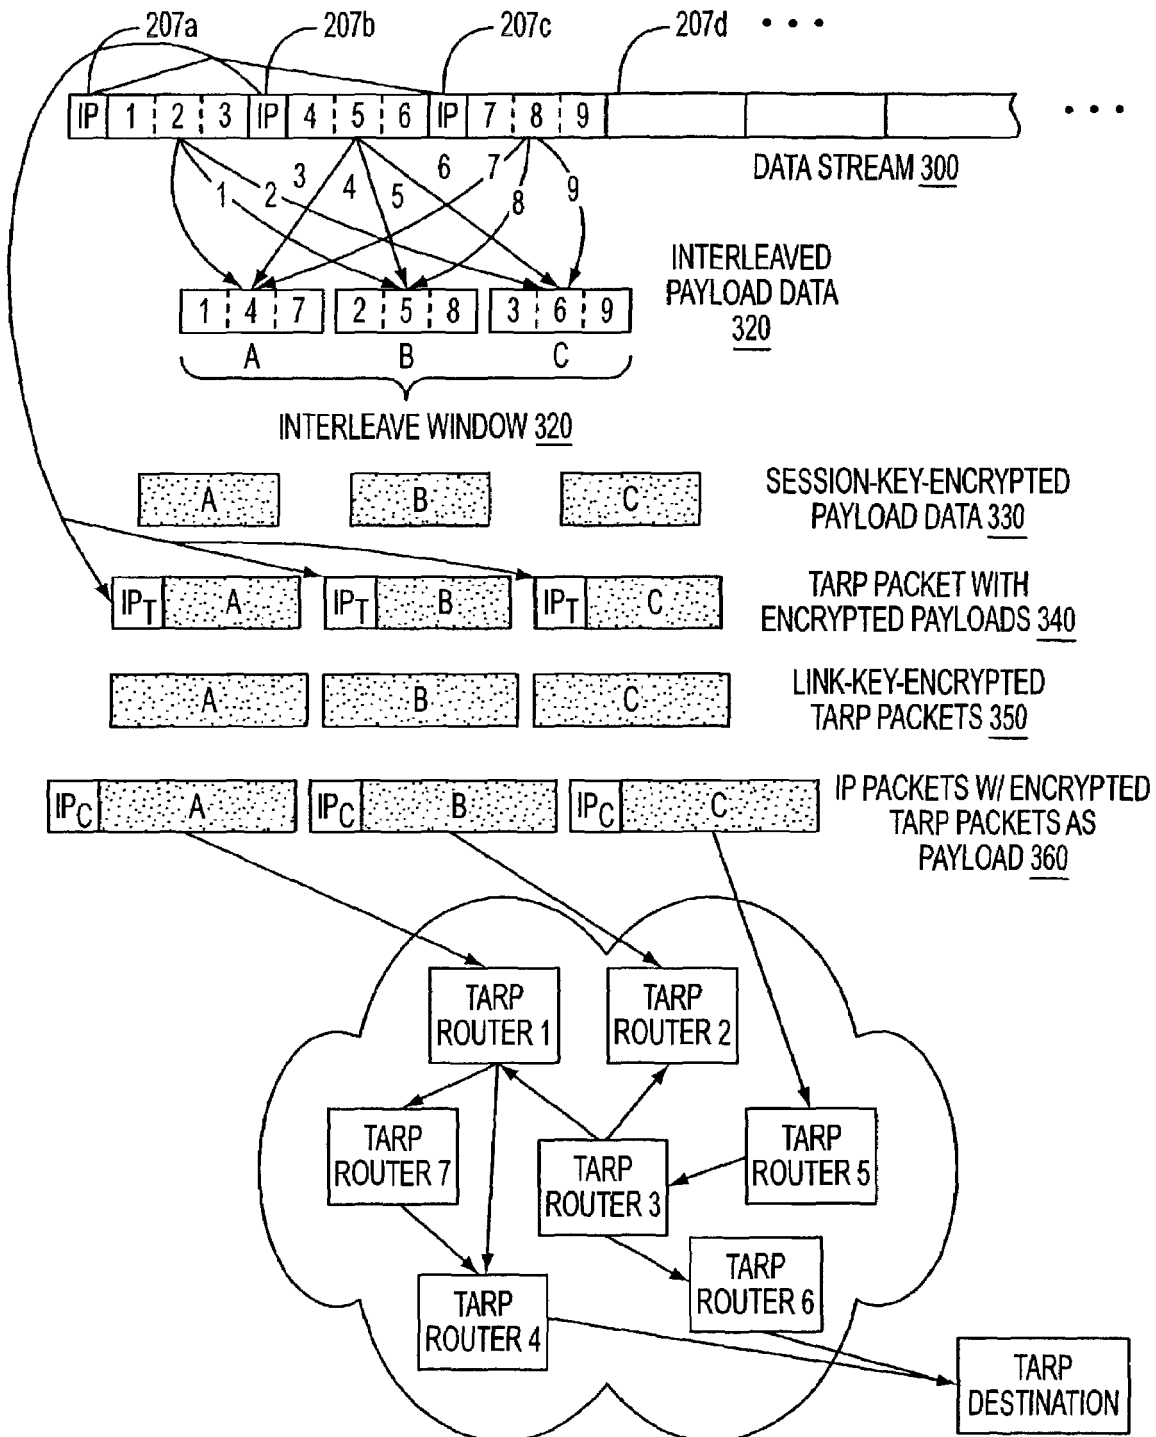 207a 207b 207c 207d • • •
IP 1 2 3 IP 4 5 6 IP 7 8 9 • • •
DATA STREAM 300
1 2 3 4 5 6 7 8 9
INTERLEAVED
PAYLOAD DATA
320
1 4 7 2 5 8 3 6 9
A B C
INTERLEAVE WINDOW 320
A B C
SESSION-KEY-ENCRYPTED
PAYLOAD DATA 330
IPT A IPT B IPT C
TARP PACKET WITH
ENCRYPTED PAYLOADS 340
A B C
LINK-KEY-ENCRYPTED
TARP PACKETS 350
IPC A IPC B IPC C
IP PACKETS W/ ENCRYPTED
TARP PACKETS AS
PAYLOAD 360
TARP
ROUTER 1
TARP
ROUTER 2
TARP
ROUTER 7
TARP
ROUTER 3
TARP
ROUTER 5
TARP
ROUTER 6
TARP
ROUTER 4
TARP
DESTINATION